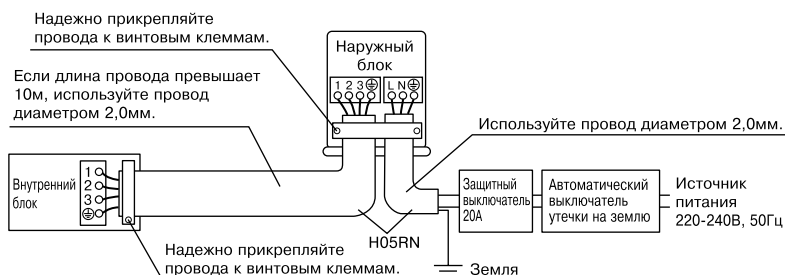 Надежно прикрепляйте
провода к винтовым клеммам.
Если длина провода превышает
10м, используйте провод
диаметром 2,0мм.
Наружный
блок
1 2 3
L N
Используйте провод диаметром 2,0мм.
Внутренний
блок
1
2
3
Защитный
выключатель
20А
Автоматический
выключатель
утечки на землю
Источник
питания
220-240В, 50Гц
H05RN
Надежно прикрепляйте
провода к винтовым клеммам.
Земля